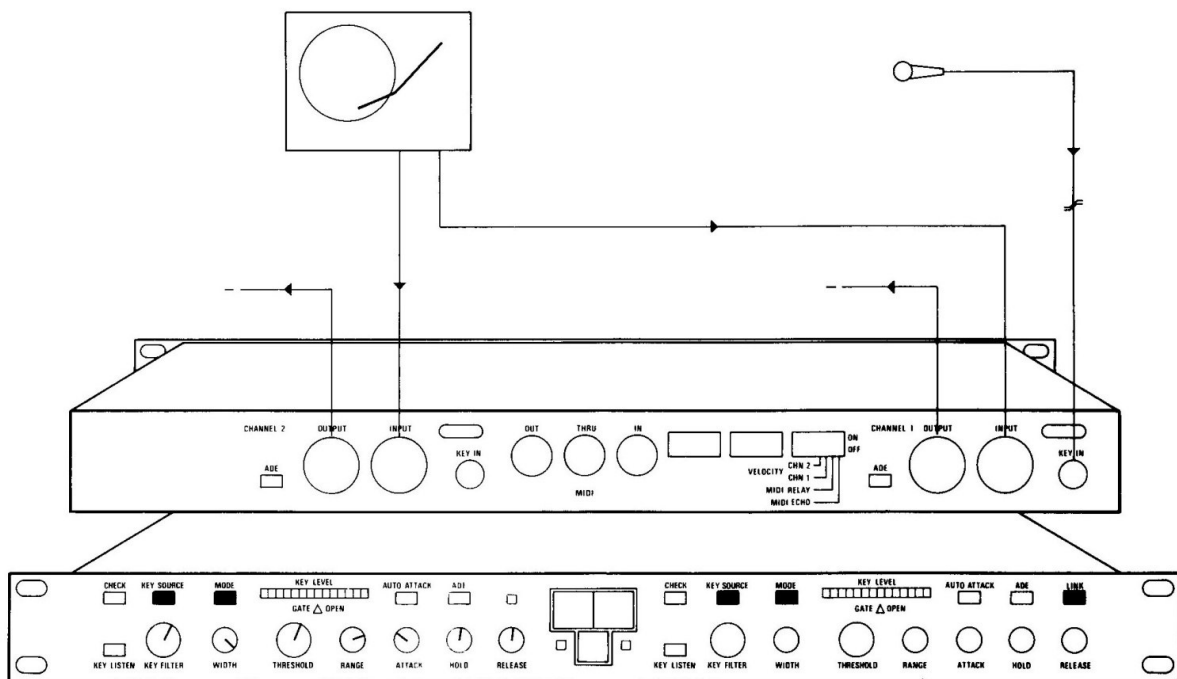 CHANNEL 2 OUTPUT INPUT OUT THRU IN CHANNEL 1 OUTPUT INPUT
ON
OFF
ADE KEY IN VELOCITY CHN 2 ADE KEY IN
CHN 1
MIDI MIDI RELAY
MIDI ECHO
CHECK KEY SOURCE MODE KEY LEVEL AUTO ATTACK ADE CHECK KEY SOURCE MODE KEY LEVEL AUTO ATTACK ADE LINK
GATE △ OPEN GATE △ OPEN
KEY LISTEN KEY FILTER WIDTH THRESHOLD RANGE ATTACK HOLD RELEASE KEY LISTEN KEY FILTER WIDTH THRESHOLD RANGE ATTACK HOLD RELEASE